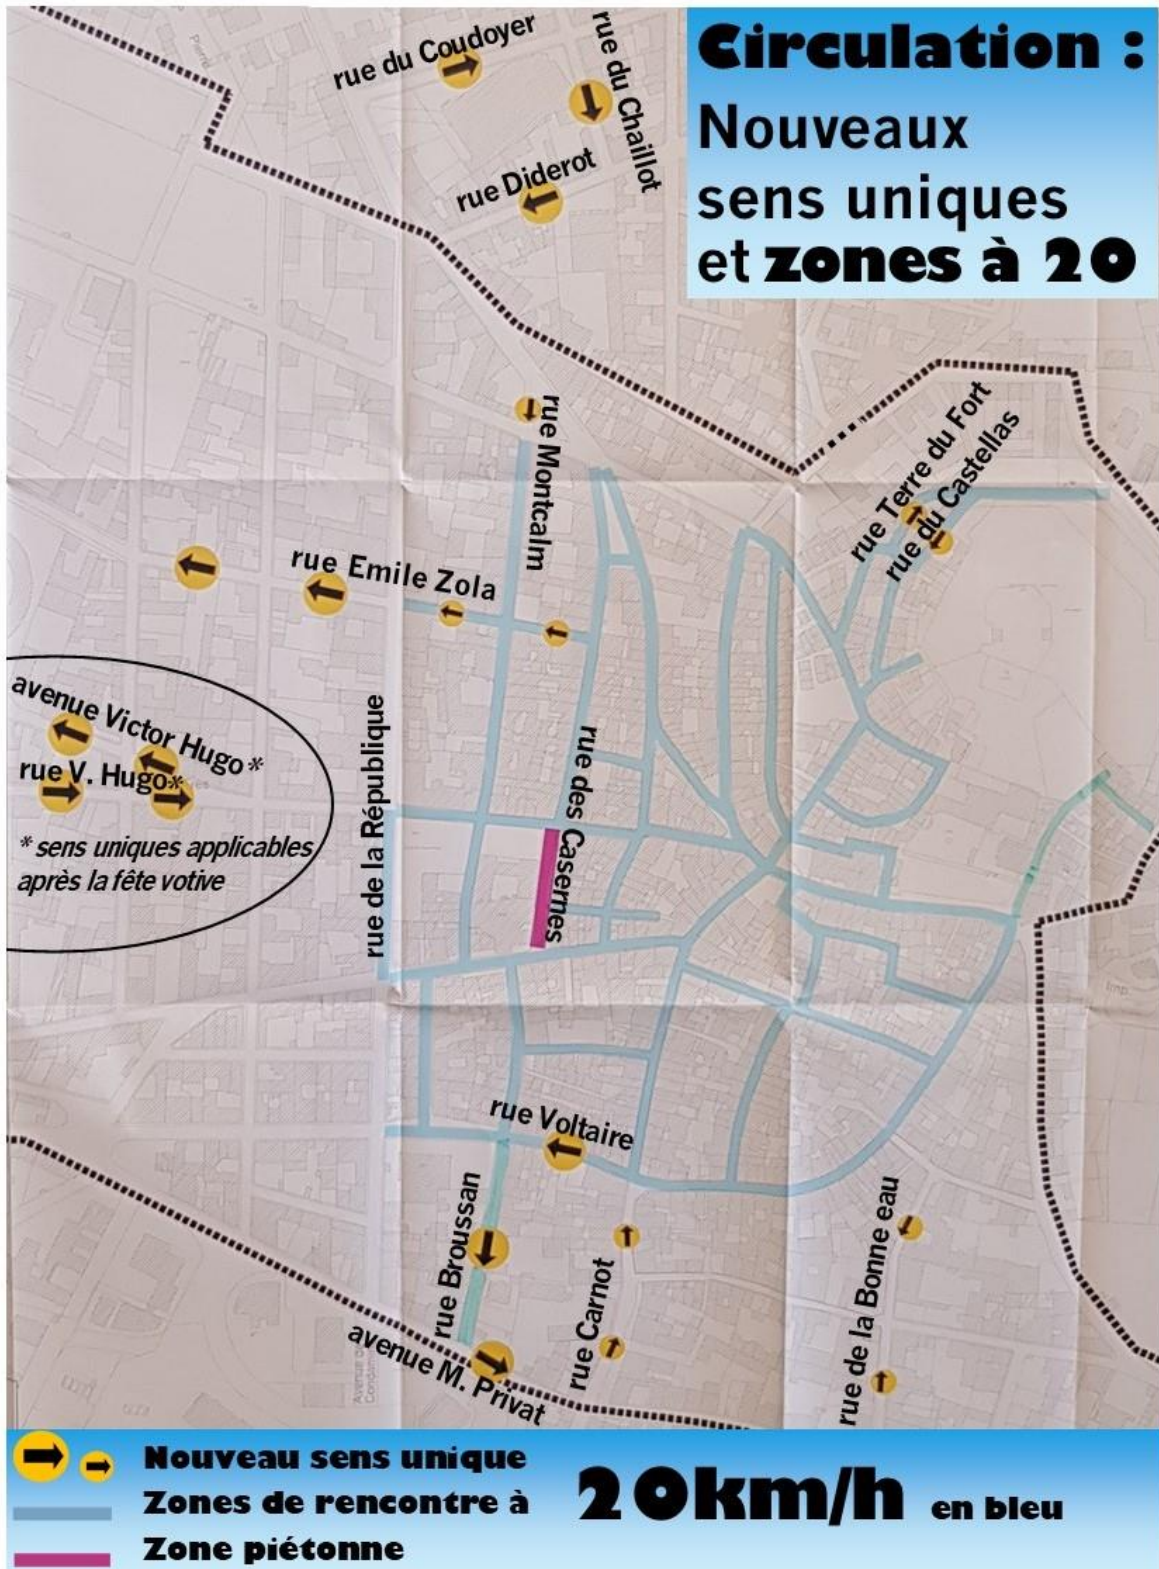 Circulation :
Nouveaux
sens uniques
et zones à 20
rue du Coudoyer
rue du Chaillot
rue Diderot
rue Montcalm
rue Terre du Fort
rue du Castellas
rue Emile Zola
avenue Victor Hugo*
rue V. Hugo*
* sens uniques applicables
après la fête votive
rue de la République
rue des Casernes
rue Voltaire
rue Broussan
rue Carnot
rue de la Bonne eau
avenue M. Privat
Imp.
Nouveau sens unique
Zones de rencontre à 20km/h en bleu
Zone piétonne